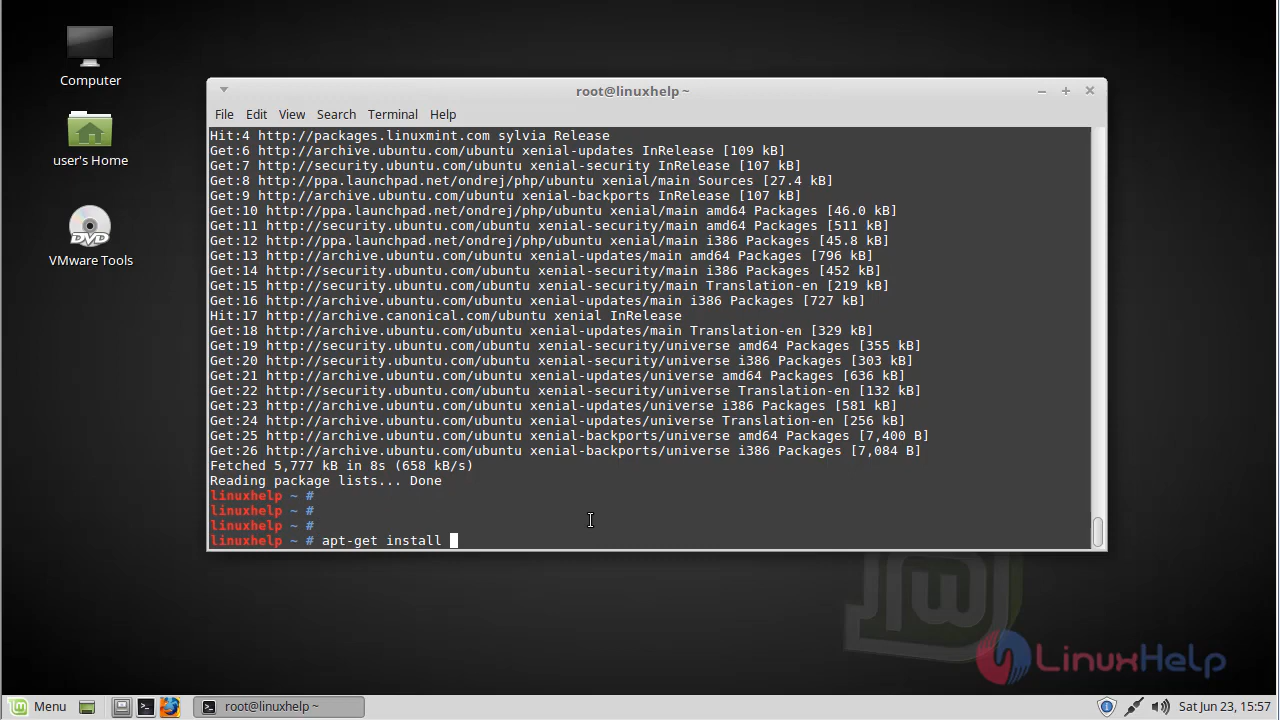 Computer
user's Home
DVD
VMware Tools
root@linuxhelp ~
File Edit View Search Terminal Help
Hit:4 http://packages.linuxmint.com sylvia Release
Get:6 http://archive.ubuntu.com/ubuntu xenial-updates InRelease [109 kB]
Get:7 http://security.ubuntu.com/ubuntu xenial-security InRelease [107 kB]
Get:8 http://ppa.launchpad.net/ondrej/php/ubuntu xenial/main Sources [27.4 kB]
Get:9 http://archive.ubuntu.com/ubuntu xenial-backports InRelease [107 kB]
Get:10 http://ppa.launchpad.net/ondrej/php/ubuntu xenial/main amd64 Packages [46.0 kB]
Get:11 http://security.ubuntu.com/ubuntu xenial-security/main amd64 Packages [511 kB]
Get:12 http://ppa.launchpad.net/ondrej/php/ubuntu xenial/main i386 Packages [45.8 kB]
Get:13 http://archive.ubuntu.com/ubuntu xenial-updates/main amd64 Packages [796 kB]
Get:14 http://security.ubuntu.com/ubuntu xenial-security/main i386 Packages [452 kB]
Get:15 http://security.ubuntu.com/ubuntu xenial-security/main Translation-en [219 kB]
Get:16 http://archive.ubuntu.com/ubuntu xenial-updates/main i386 Packages [727 kB]
Hit:17 http://archive.canonical.com/ubuntu xenial InRelease
Get:18 http://archive.ubuntu.com/ubuntu xenial-updates/main Translation-en [329 kB]
Get:19 http://security.ubuntu.com/ubuntu xenial-security/universe amd64 Packages [355 kB]
Get:20 http://security.ubuntu.com/ubuntu xenial-security/universe i386 Packages [303 kB]
Get:21 http://archive.ubuntu.com/ubuntu xenial-updates/universe amd64 Packages [636 kB]
Get:22 http://security.ubuntu.com/ubuntu xenial-security/universe Translation-en [132 kB]
Get:23 http://archive.ubuntu.com/ubuntu xenial-updates/universe i386 Packages [581 kB]
Get:24 http://archive.ubuntu.com/ubuntu xenial-updates/universe Translation-en [256 kB]
Get:25 http://archive.ubuntu.com/ubuntu xenial-backports/universe amd64 Packages [7,400 B]
Get:26 http://archive.ubuntu.com/ubuntu xenial-backports/universe i386 Packages [7,084 B]
Fetched 5,777 kB in 8s (658 kB/s)
Reading package lists... Done
linuxhelp ~ #
linuxhelp ~ #
linuxhelp ~ #
linuxhelp ~ # apt-get install
LinuxHelp
Menu
root@linuxhelp ~
Sat Jun 23, 15:57